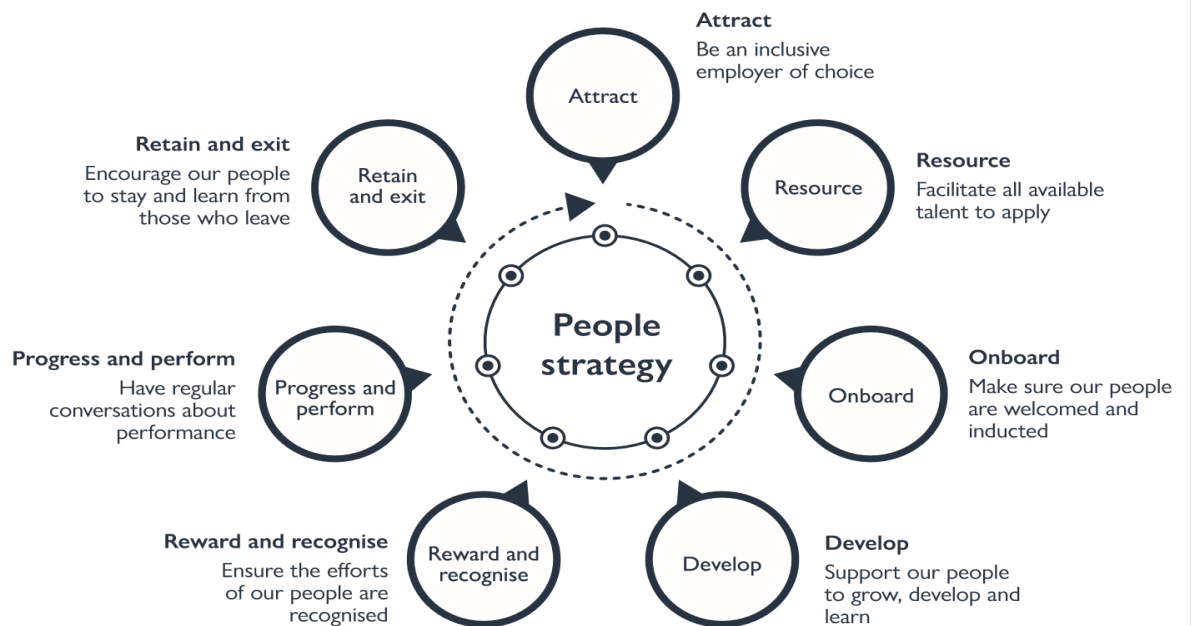 Attract
Be an inclusive
employer of choice
Attract
Resource
Facilitate all available
talent to apply
Resource
Onboard
Make sure our people
are welcomed and
inducted
Onboard
Develop
Support our people
to grow, develop and
learn
Develop
Reward and recognise
Ensure the efforts
of our people are
recognised
Reward and
recognise
Progress and perform
Have regular
conversations about
performance
Progress and
perform
Retain and exit
Encourage our people
to stay and learn from
those who leave
Retain
and exit
People
strategy